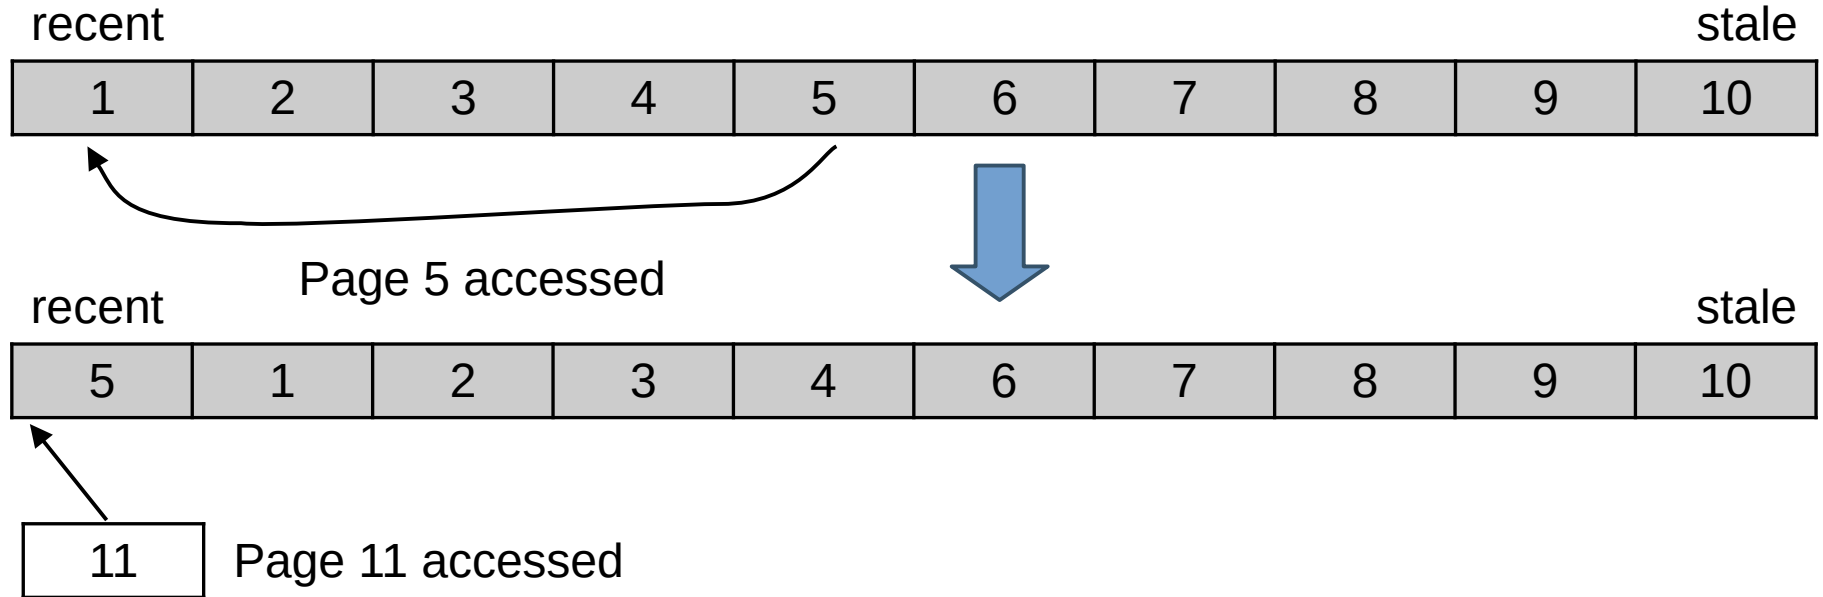 recent stale
1 2 3 4 5 6 7 8 9 10
Page 5 accessed
recent stale
5 1 2 3 4 6 7 8 9 10
11 Page 11 accessed